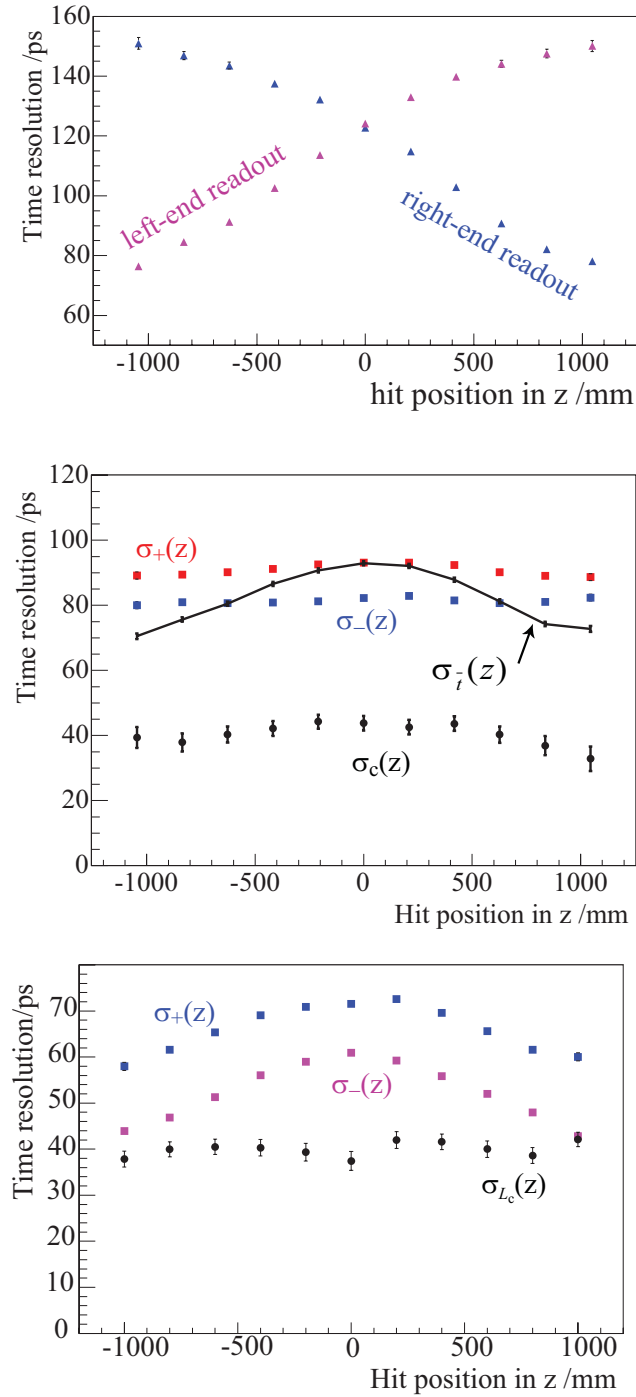 160
140
120
100
80
60
Time resolution /ps
left-end readout
right-end readout
-1000 -500 0 500 1000
hit position in z /mm
120
100
80
60
40
20
0
Time resolution /ps
σ+(z)
σ−(z)
σt̄(z)
σc(z)
-1000 -500 0 500 1000
Hit position in z /mm
70
60
50
40
30
20
10
0
Time resolution/ps
σ+(z)
σ−(z)
σLc(z)
-1000 -500 0 500 1000
Hit position in z /mm